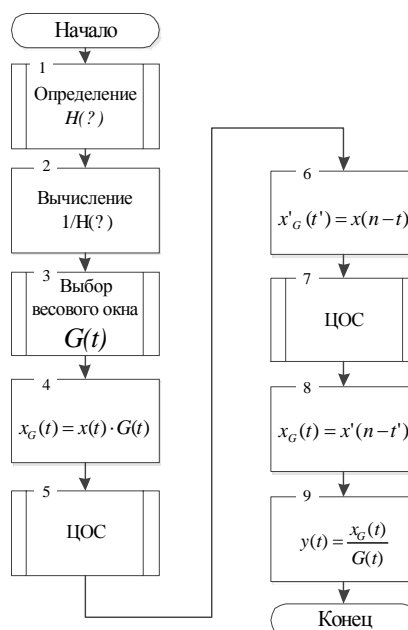 Начало
1
Определение
H(?)
2
Вычисление
1/H(?)
3
Выбор
весового окна
G(t)
4
x_G(t) = x(t) · G(t)
5
ЦОС
6
x'_G(t') = x(n − t)
7
ЦОС
8
x_G(t) = x'(n − t')
9
y(t) = x_G(t) / G(t)
Конец